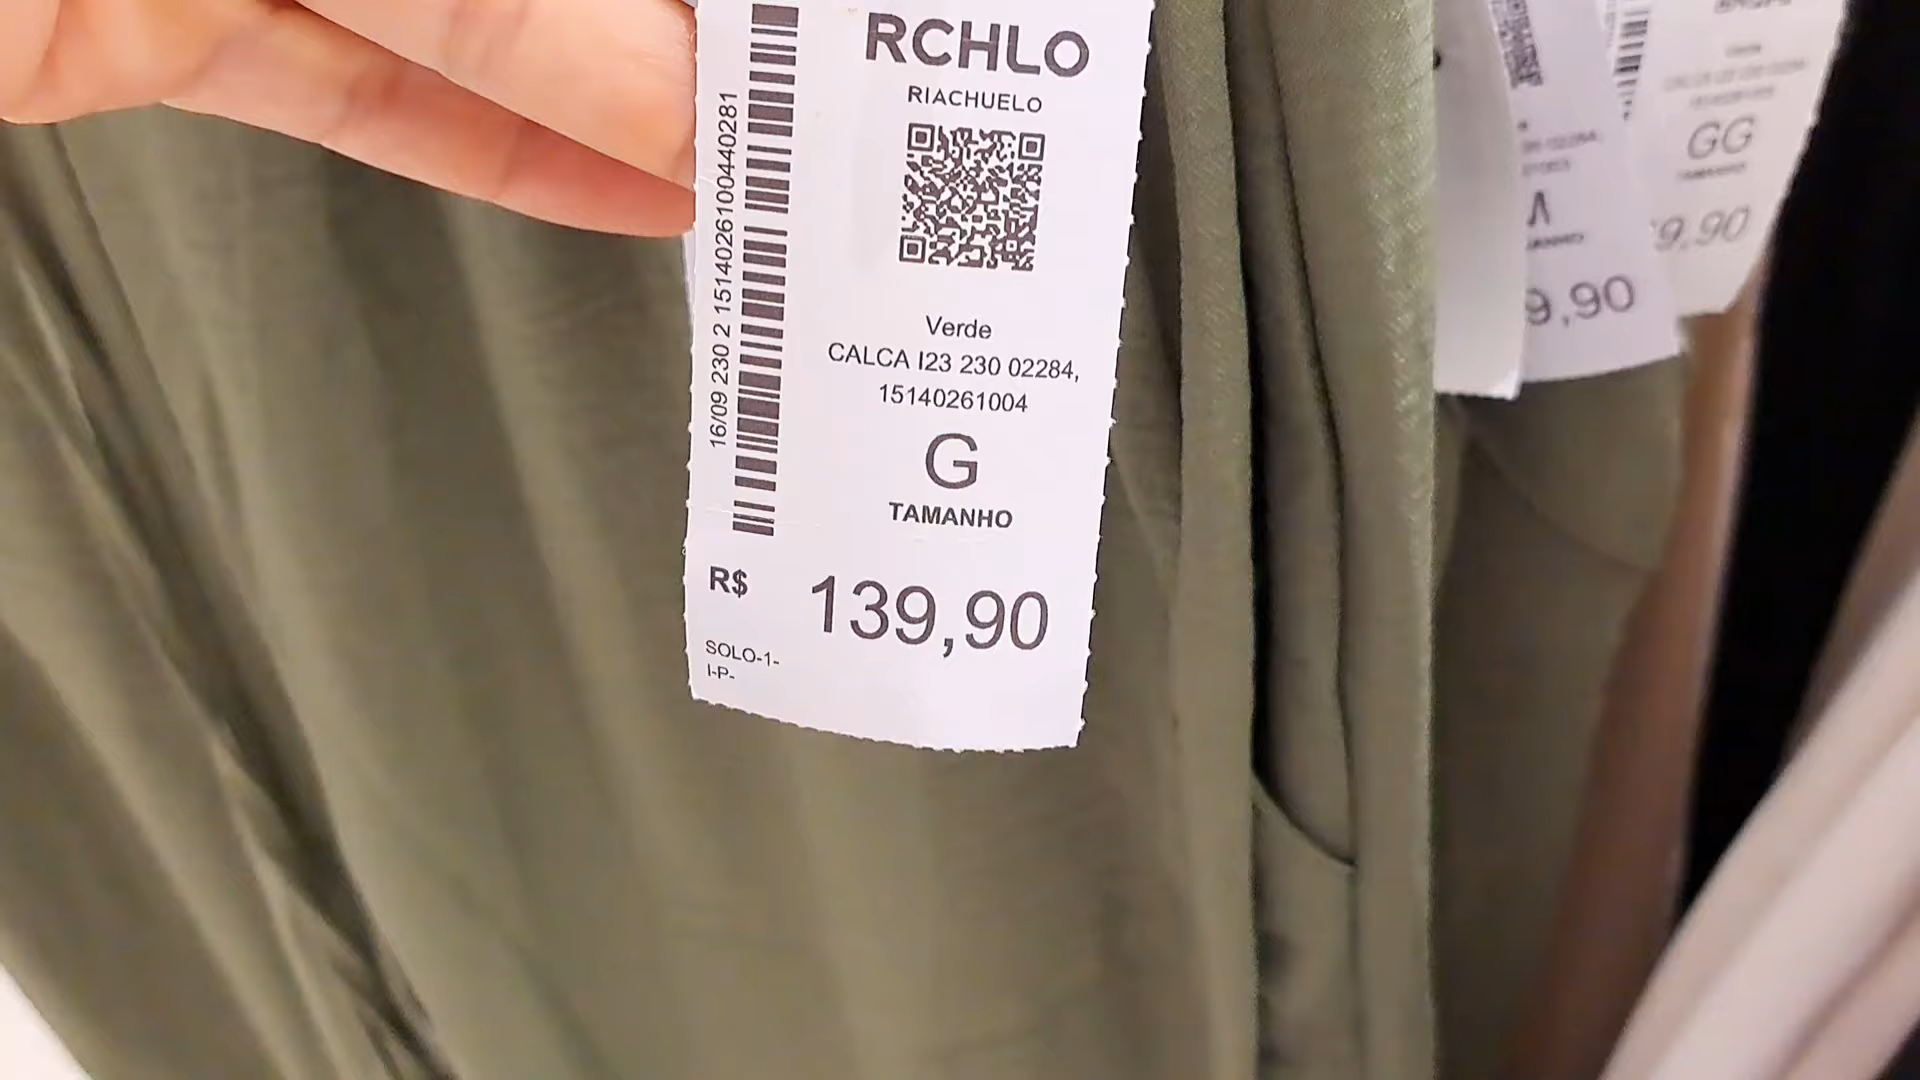 RCHLO
RIACHUELO
16/09 230 2 151402610044440281
Verde
CALCA I23 230 02284,
15140261004
G
TAMANHO
R$ 139,90
SOLO-1-
I-P-
GG
9,90
9,90